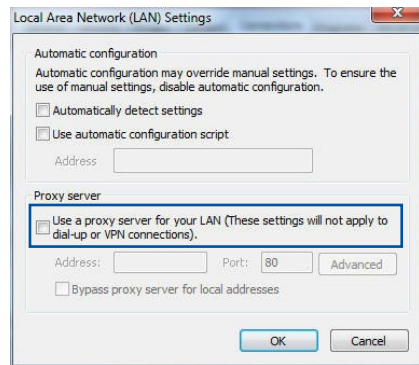 Local Area Network (LAN) Settings
Automatic configuration
Automatic configuration may override manual settings. To ensure the
use of manual settings, disable automatic configuration.
Automatically detect settings
Use automatic configuration script
Address
Proxy server
Use a proxy server for your LAN (These settings will not apply to
dial-up or VPN connections).
Address: Port: 80 Advanced
Bypass proxy server for local addresses
OK Cancel